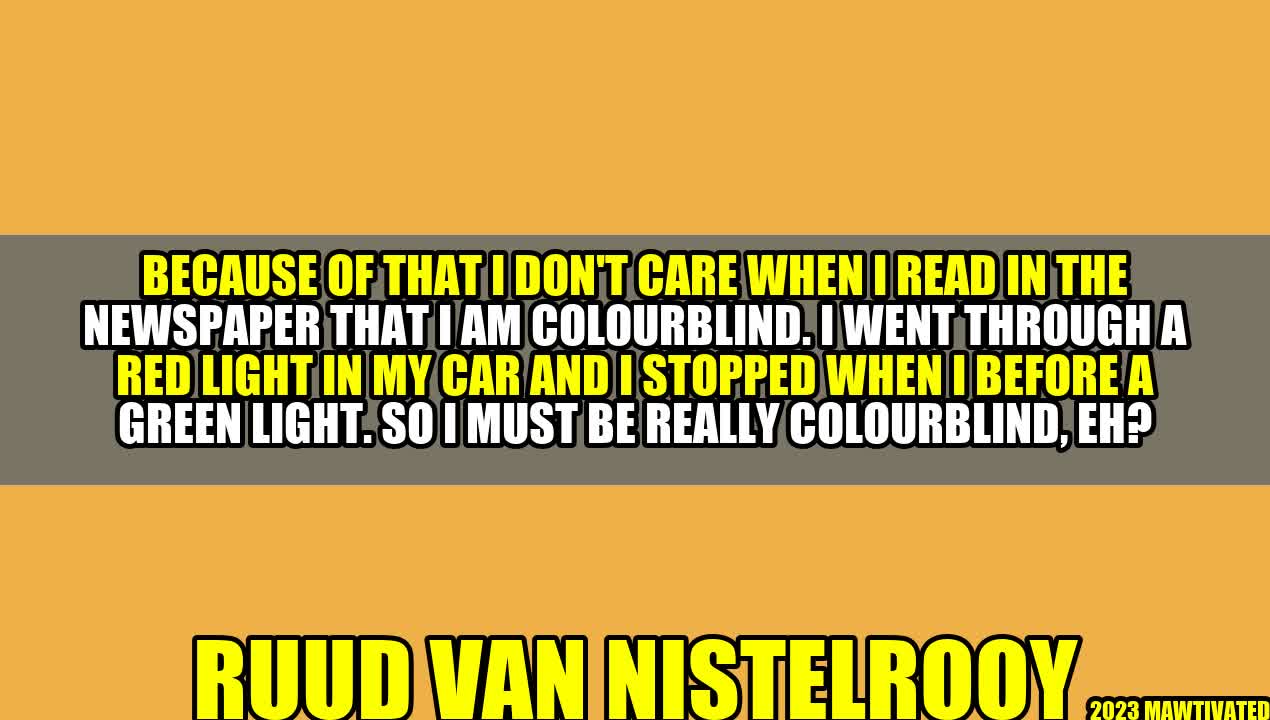 BECAUSE OF THAT I DON'T CARE WHEN I READ IN THE
NEWSPAPER THAT I AM COLOURBLIND. I WENT THROUGH A
RED LIGHT IN MY CAR AND I STOPPED WHEN I BEFORE A
GREEN LIGHT. SO I MUST BE REALLY COLOURBLIND, EH?
RUUD VAN NISTELROOY
2023 MAWTIVATED